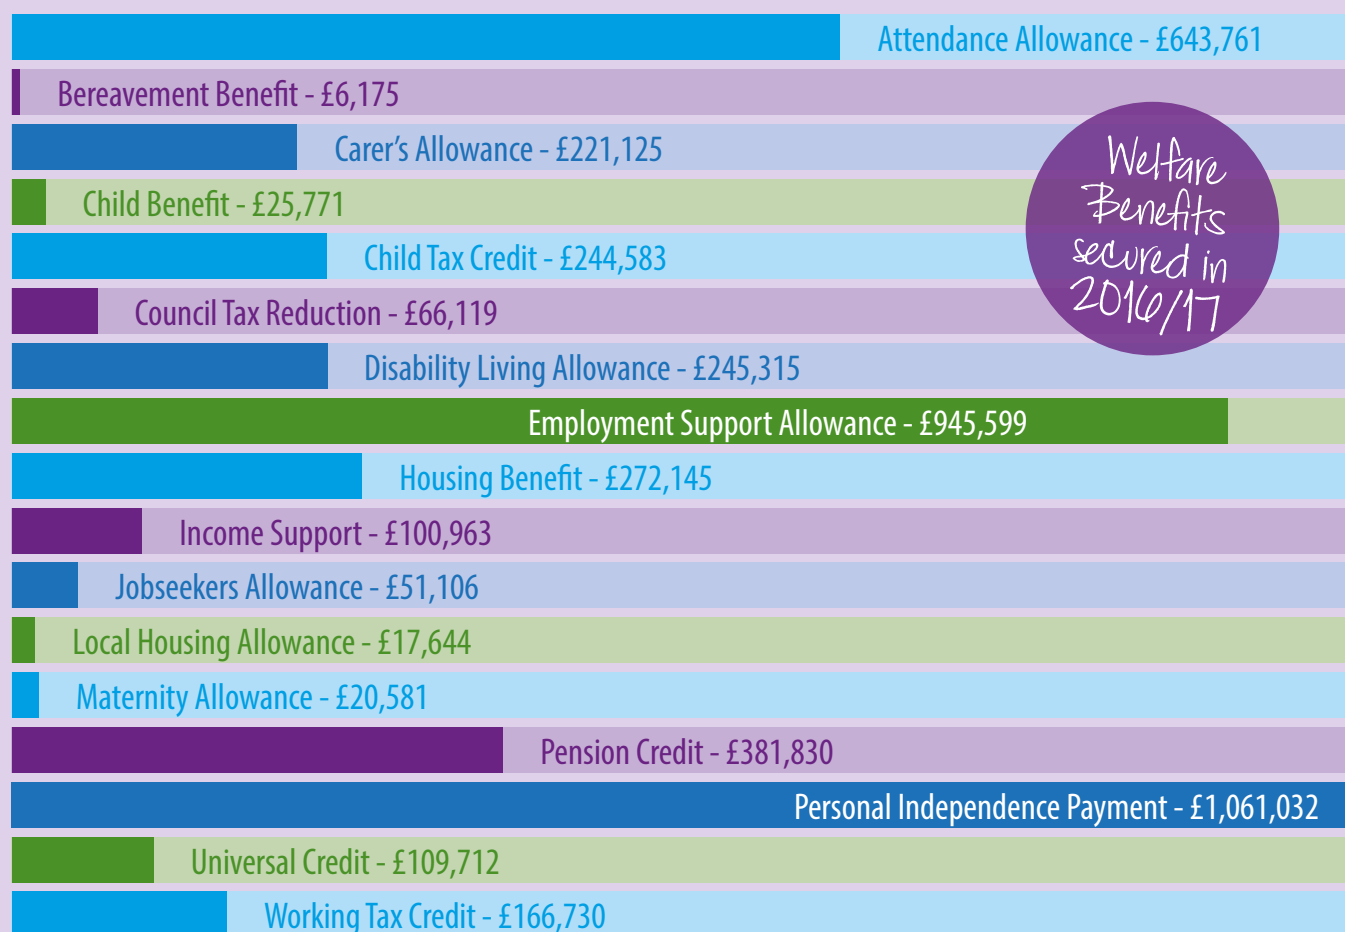 Attendance Allowance - £643,761
Bereavement Benefit - £6,175
Carer’s Allowance - £221,125
Child Benefit - £25,771
Child Tax Credit - £244,583
Council Tax Reduction - £66,119
Disability Living Allowance - £245,315
Employment Support Allowance - £945,599
Housing Benefit - £272,145
Income Support - £100,963
Jobseekers Allowance - £51,106
Local Housing Allowance - £17,644
Maternity Allowance - £20,581
Pension Credit - £381,830
Personal Independence Payment - £1,061,032
Universal Credit - £109,712
Working Tax Credit - £166,730
Welfare
Benefits
secured in
2016/17